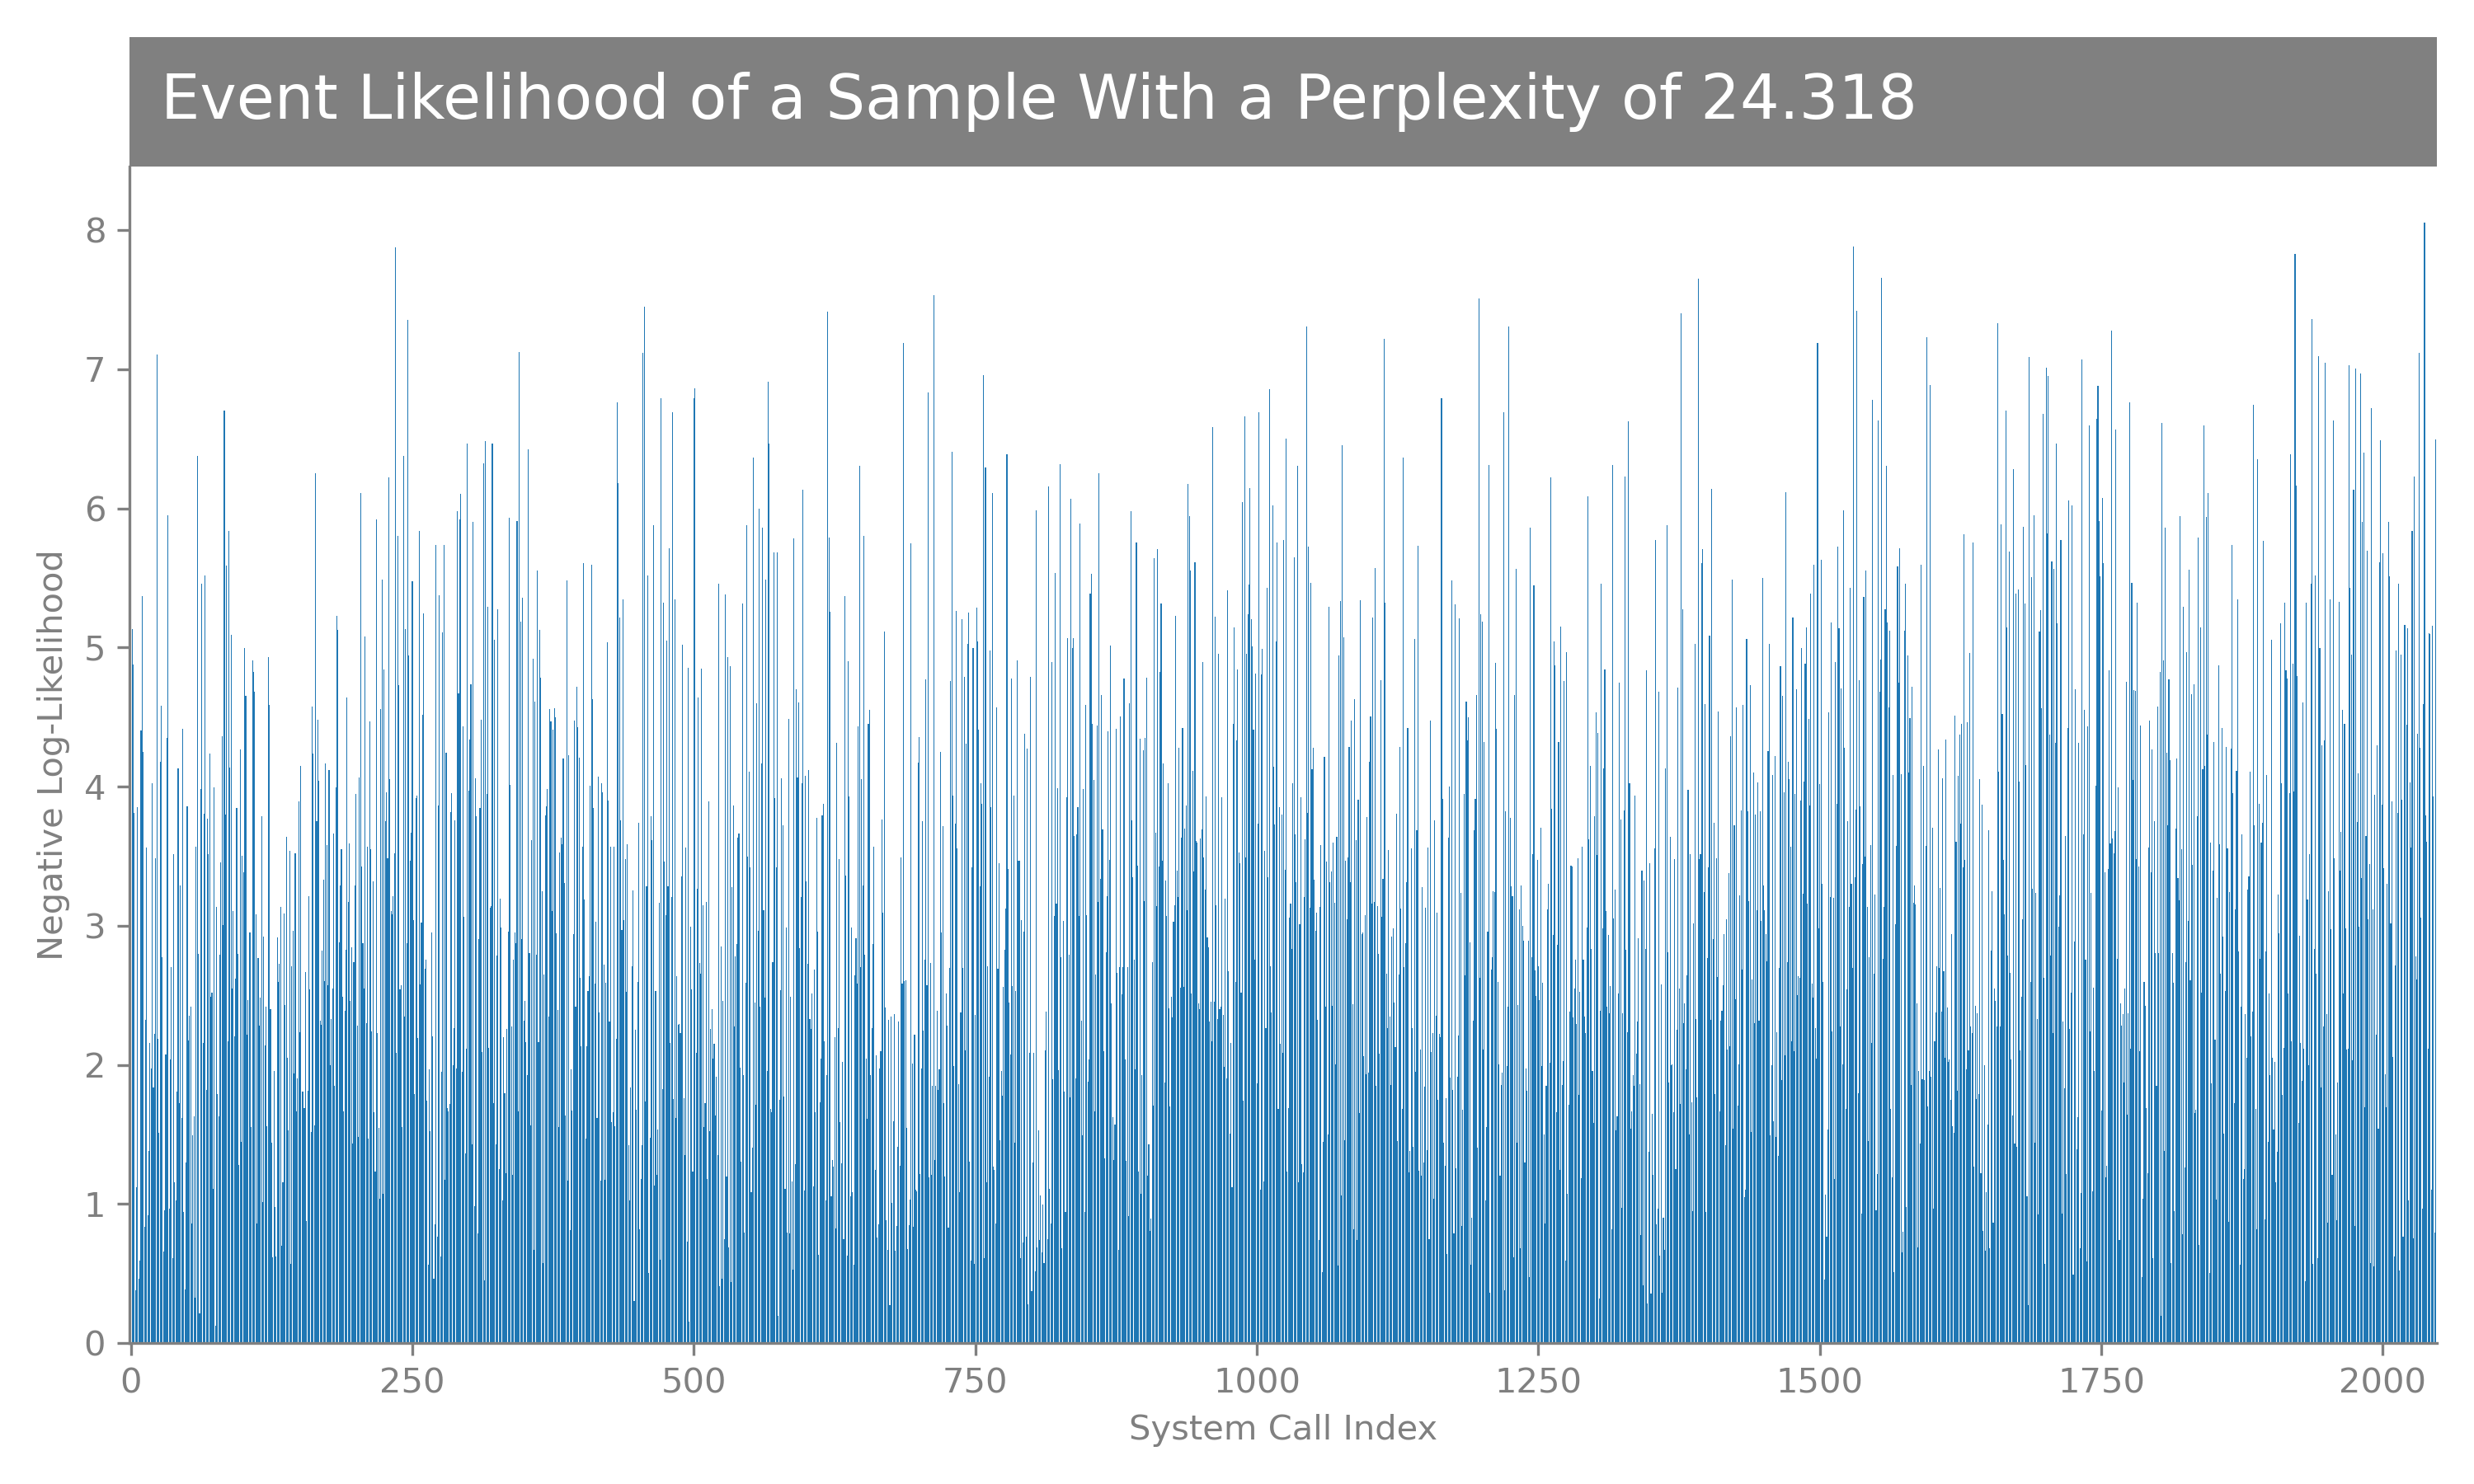 Event Likelihood of a Sample With a Perplexity of 24.318
8
7
6
5
4
3
2
1
0
Negative Log-Likelihood
0 250 500 750 1000 1250 1500 1750 2000
System Call Index